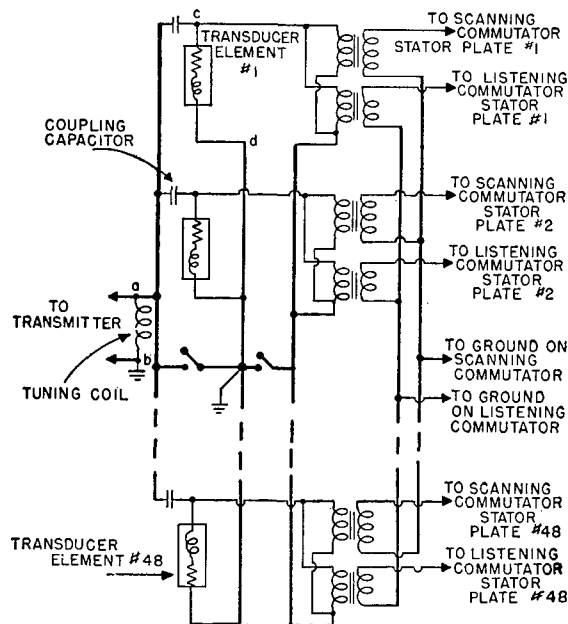 c
TRANSDUCER
ELEMENT
#1
d
TO SCANNING
COMMUTATOR
STATOR PLATE #1
TO LISTENING
COMMUTATOR
STATOR
PLATE #1
COUPLING
CAPACITOR
TO SCANNING
COMMUTATOR
STATOR
PLATE #2
TO LISTENING
COMMUTATOR
STATOR
PLATE #2
a
TO
TRANSMITTER
b
TUNING COIL
TO GROUND ON
SCANNING
COMMUTATOR
TO GROUND
ON LISTENING
COMMUTATOR
TO SCANNING
COMMUTATOR
STATOR
PLATE #48
TRANSDUCER
ELEMENT #48
TO LISTENING
COMMUTATOR
STATOR
PLATE #48